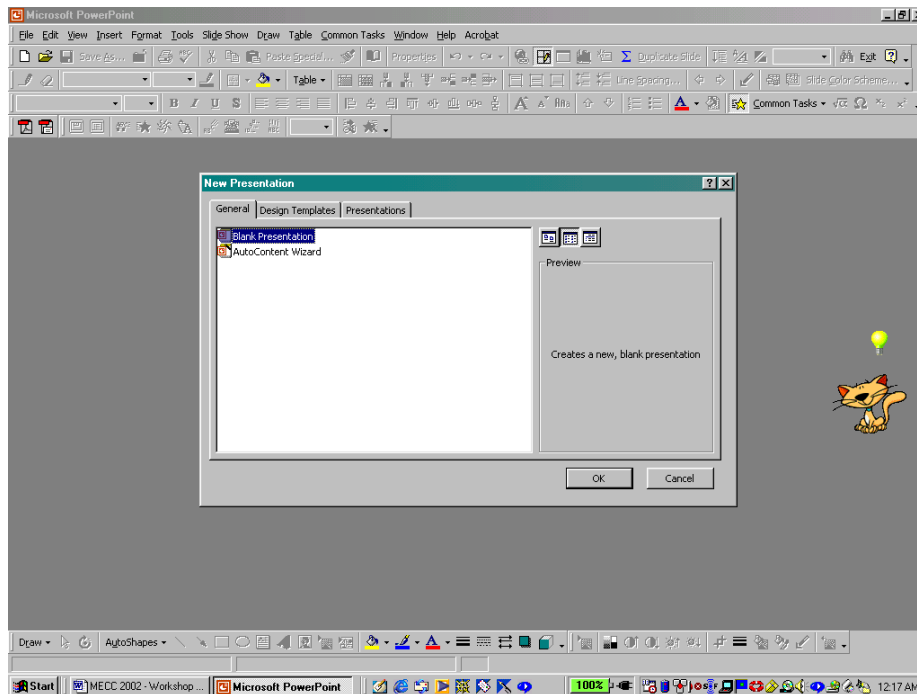 Microsoft PowerPoint
File Edit View Insert Format Tools Slide Show Draw Table Common Tasks Window Help Acrobat
Save As... Paste Special... Properties Duplicate Slide Exit
Table Line Spacing... Slide Color Scheme...
B I U S Common Tasks
New Presentation
General Design Templates Presentations
Blank Presentation
AutoContent Wizard
Preview
Creates a new, blank presentation
OK Cancel
Draw AutoShapes
Start MECC 2002 - Workshop ... Microsoft PowerPoint 100% 12:17 AM